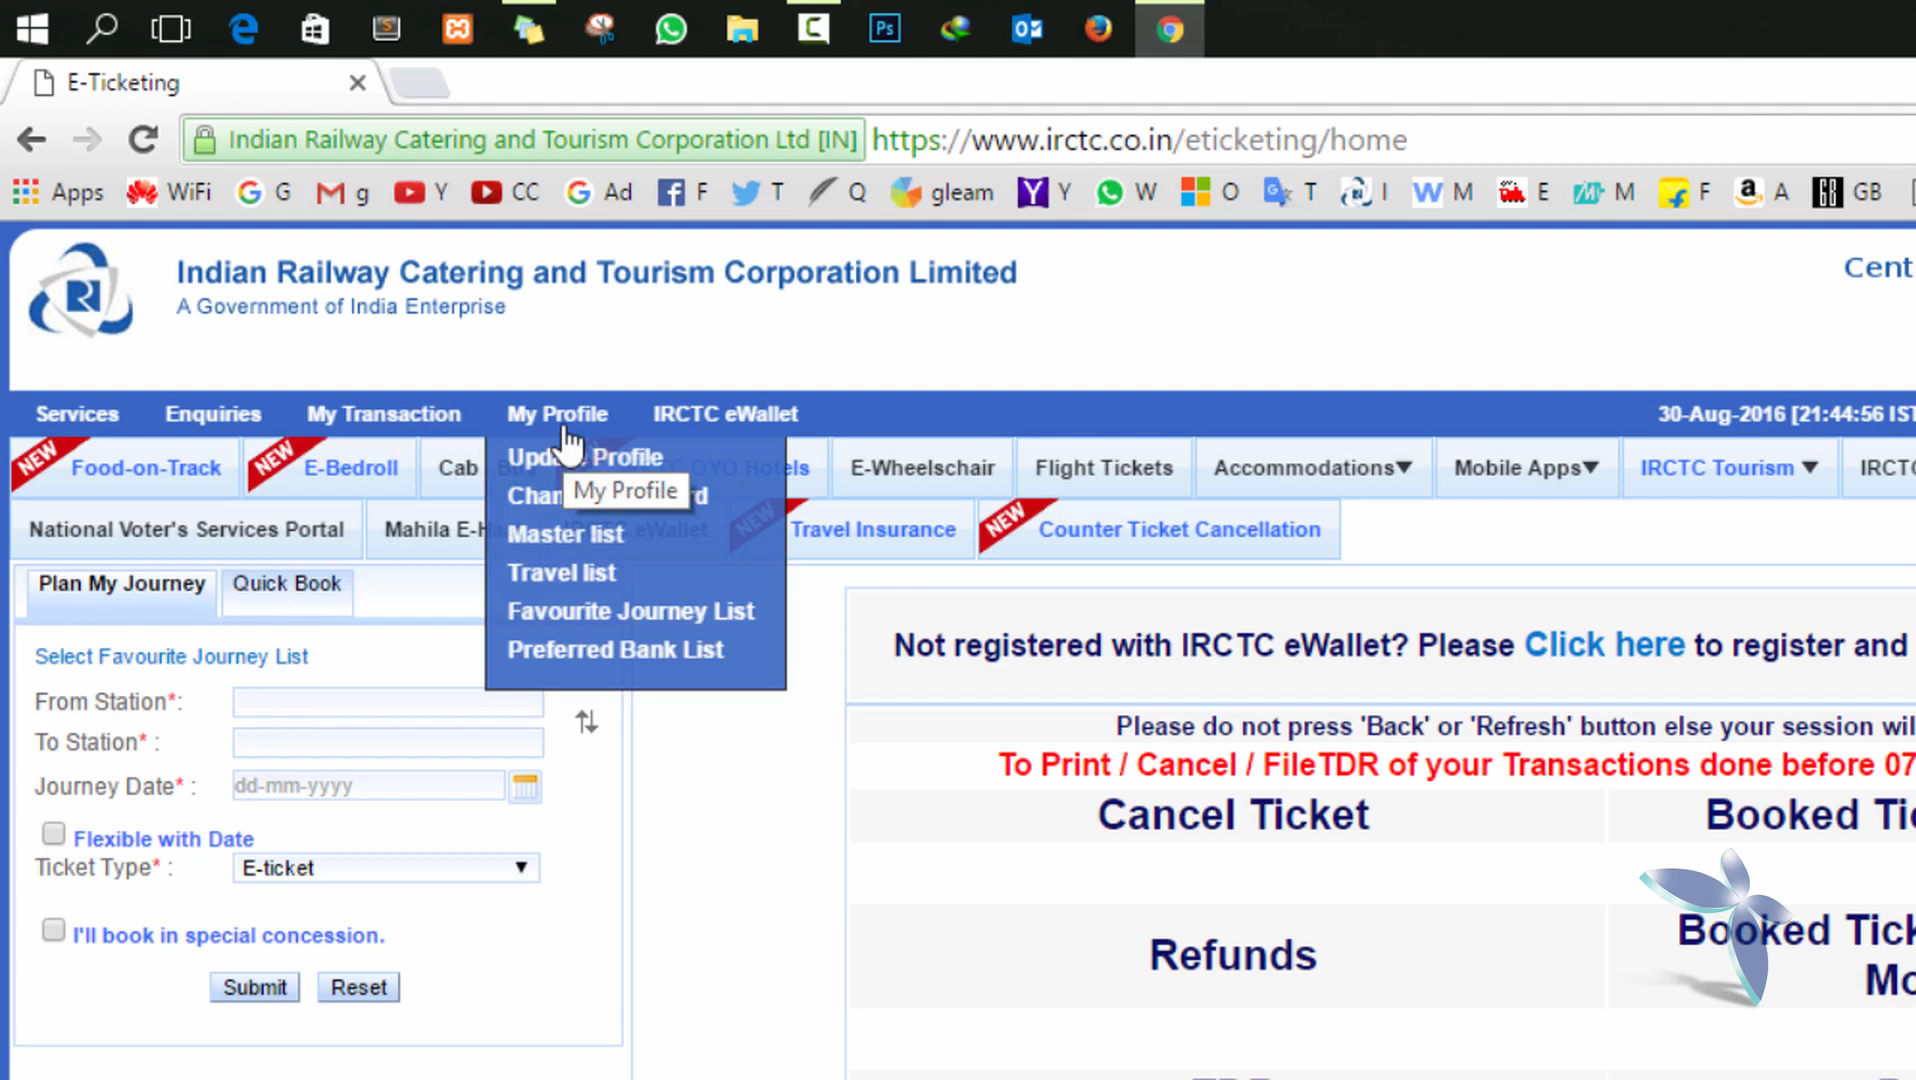 E-Ticketing
Indian Railway Catering and Tourism Corporation Ltd [IN] https://www.irctc.co.in/eticketing/home
Apps WiFi G g Y CC Ad F T Q gleam Y W O T I M E M F A GB
Indian Railway Catering and Tourism Corporation Limited
A Government of India Enterprise
Cent
Services Enquiries My Transaction My Profile IRCTC eWallet 30-Aug-2016 [21:44:56 IST
NEW Food-on-Track NEW E-Bedroll Cab OYO Hotels E-Wheelschair Flight Tickets Accommodations▼ Mobile Apps▼ IRCTC Tourism ▼ IRCTC
Profile
My Profile
Master list
Travel list
Favourite Journey List
Preferred Bank List
National Voter's Services Portal Mahila E-H eWallet NEW Travel Insurance NEW Counter Ticket Cancellation
Plan My Journey Quick Book
Select Favourite Journey List
From Station*:
To Station* :
Journey Date* : dd-mm-yyyy
Flexible with Date
Ticket Type* : E-ticket
I'll book in special concession.
Submit Reset
Not registered with IRCTC eWallet? Please Click here to register and
Please do not press 'Back' or 'Refresh' button else your session will
To Print / Cancel / FileTDR of your Transactions done before 07
Cancel Ticket Booked Tic
Refunds Booked Tick
Mo